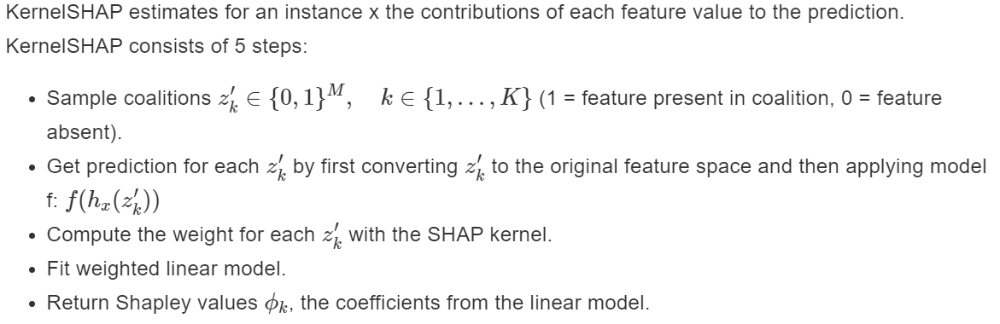 KernelSHAP estimates for an instance x the contributions of each feature value to the prediction.
KernelSHAP consists of 5 steps:
• Sample coalitions $z'_k \in \{0,1\}^M, \quad k \in \{1,\ldots,K\}$ (1 = feature present in coalition, 0 = feature
absent).
• Get prediction for each $z'_k$ by first converting $z'_k$ to the original feature space and then applying model
f: $f(h_x(z'_k))$
• Compute the weight for each $z'_k$ with the SHAP kernel.
• Fit weighted linear model.
• Return Shapley values $\phi_k$, the coefficients from the linear model.